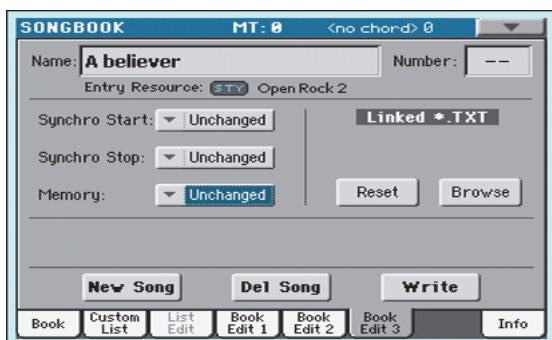 SONGBOOK MT: 0 <no chord> 0
Name: A believer Number: --
Entry Resource: STY Open Rock 2
Synchro Start: Unchanged Linked *.TXT
Synchro Stop: Unchanged
Memory: Unchanged Reset Browse
New Song Del Song Write
Book Custom List List Edit Book Edit 1 Book Edit 2 Book Edit 3 Info